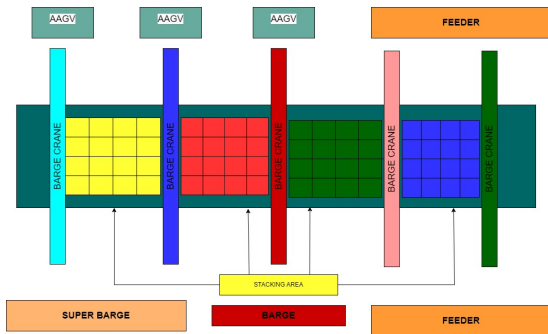 AAGV
AAGV
AAGV
FEEDER
BARGE CRANE
BARGE CRANE
BARGE CRANE
BARGE CRANE
BARGE CRANE
STACKING AREA
SUPER BARGE
BARGE
FEEDER